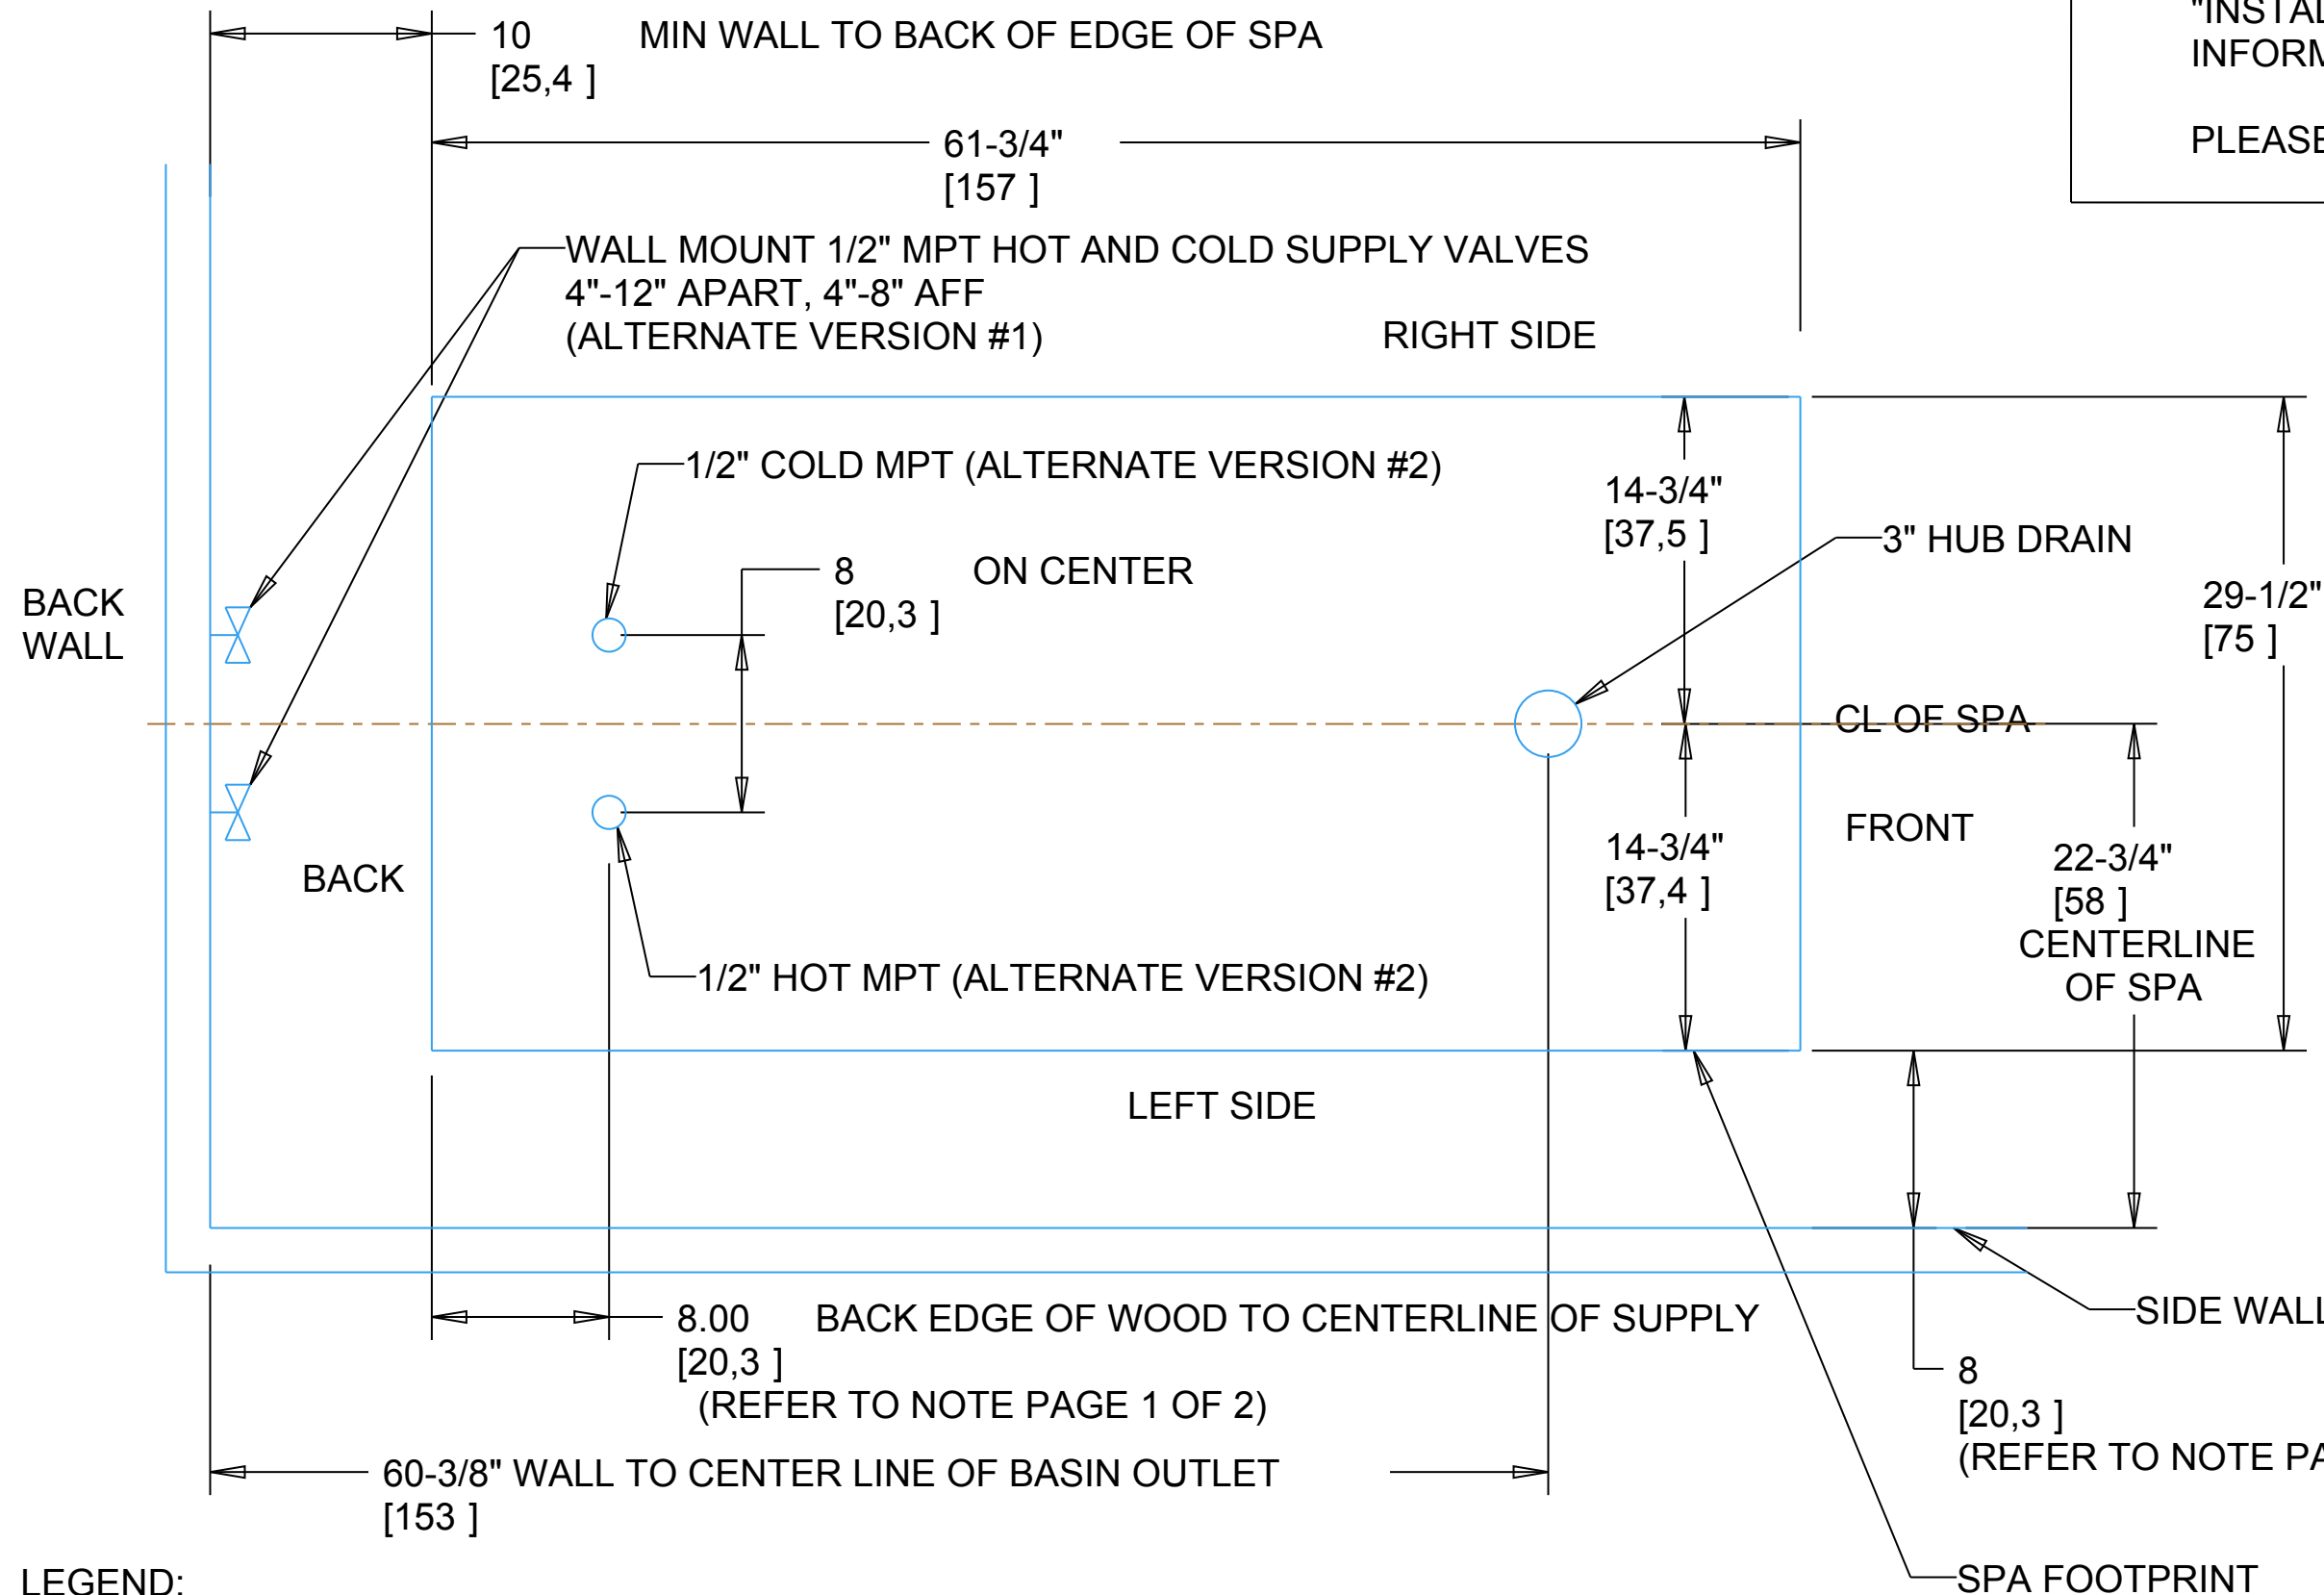 "INSTAL
INFORM
PLEASE
10 MIN WALL TO BACK OF EDGE OF SPA
[25,4 ]
61-3/4"
[157 ]
WALL MOUNT 1/2" MPT HOT AND COLD SUPPLY VALVES
4"-12" APART, 4"-8" AFF
(ALTERNATE VERSION #1)
RIGHT SIDE
1/2" COLD MPT (ALTERNATE VERSION #2)
14-3/4"
[37,5 ]
3" HUB DRAIN
8 ON CENTER
[20,3 ]
BACK
WALL
29-1/2"
[75 ]
CL OF SPA
FRONT
14-3/4"
[37,4 ]
22-3/4"
[58 ]
CENTERLINE
OF SPA
BACK
1/2" HOT MPT (ALTERNATE VERSION #2)
LEFT SIDE
8.00 BACK EDGE OF WOOD TO CENTERLINE OF SUPPLY
[20,3 ]
(REFER TO NOTE PAGE 1 OF 2)
SIDE WALL
8
[20,3 ]
(REFER TO NOTE PA
60-3/8" WALL TO CENTER LINE OF BASIN OUTLET
[153 ]
LEGEND:
SPA FOOTPRINT